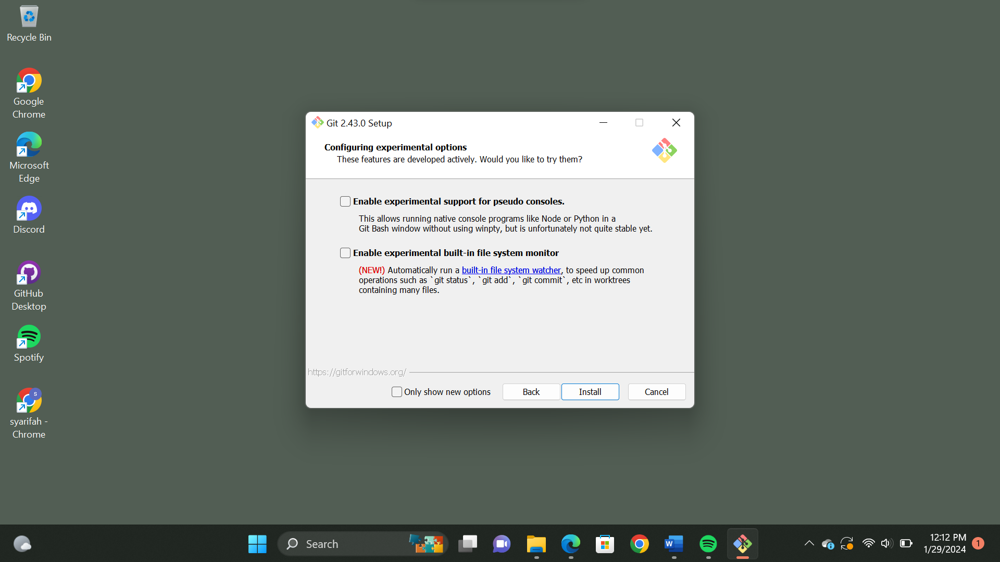 Recycle Bin
Google
Chrome
Microsoft
Edge
Discord
GitHub
Desktop
Spotify
S
syarifah -
Chrome
Git 2.43.0 Setup
Configuring experimental options
These features are developed actively. Would you like to try them?
Enable experimental support for pseudo consoles.
This allows running native console programs like Node or Python in a
Git Bash window without using winpty, but is unfortunately not quite stable yet.
Enable experimental built-in file system monitor
(NEW!) Automatically run a built-in file system watcher, to speed up common
operations such as `git status`, `git add`, `git commit`, etc in worktrees
containing many files.
https://gitforwindows.org/
Only show new options
Back
Install
Cancel
Search
W
12:12 PM
1/29/2024
1